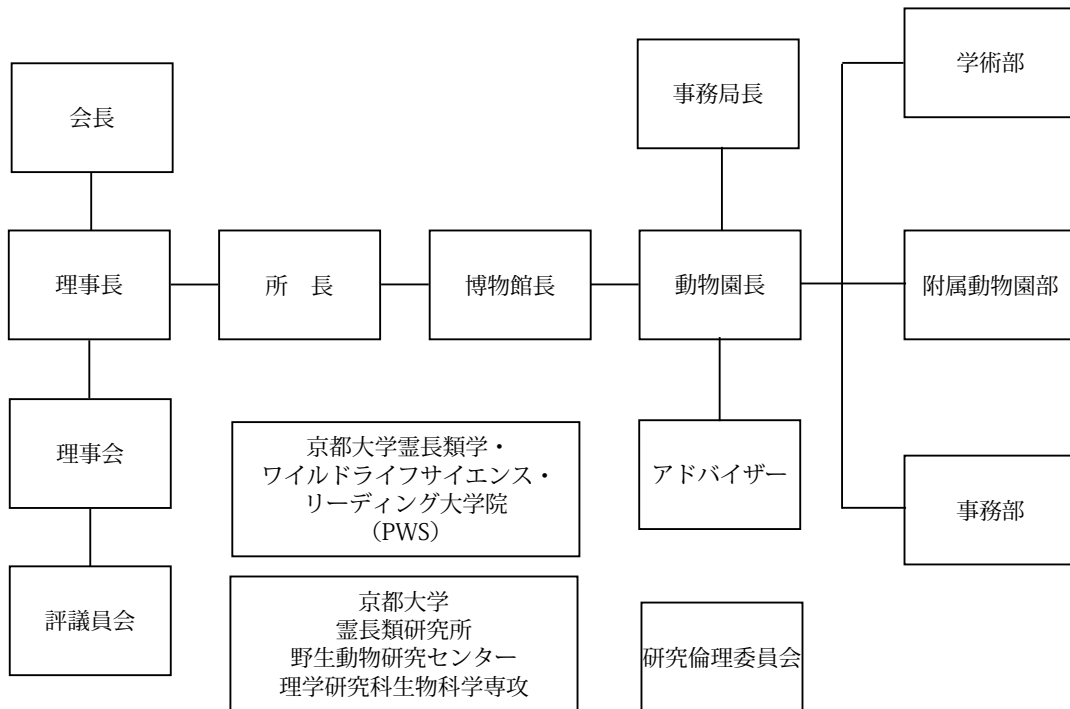 学術部
事務局長
会長
理事長
所　長
博物館長
動物園長
附属動物園部
理事会
京都大学霊長類学・
ワイルドライフサイエンス・
リーディング大学院
（PWS）
アドバイザー
事務部
評議員会
京都大学
霊長類研究所
野生動物研究センター
理学研究科生物科学専攻
研究倫理委員会